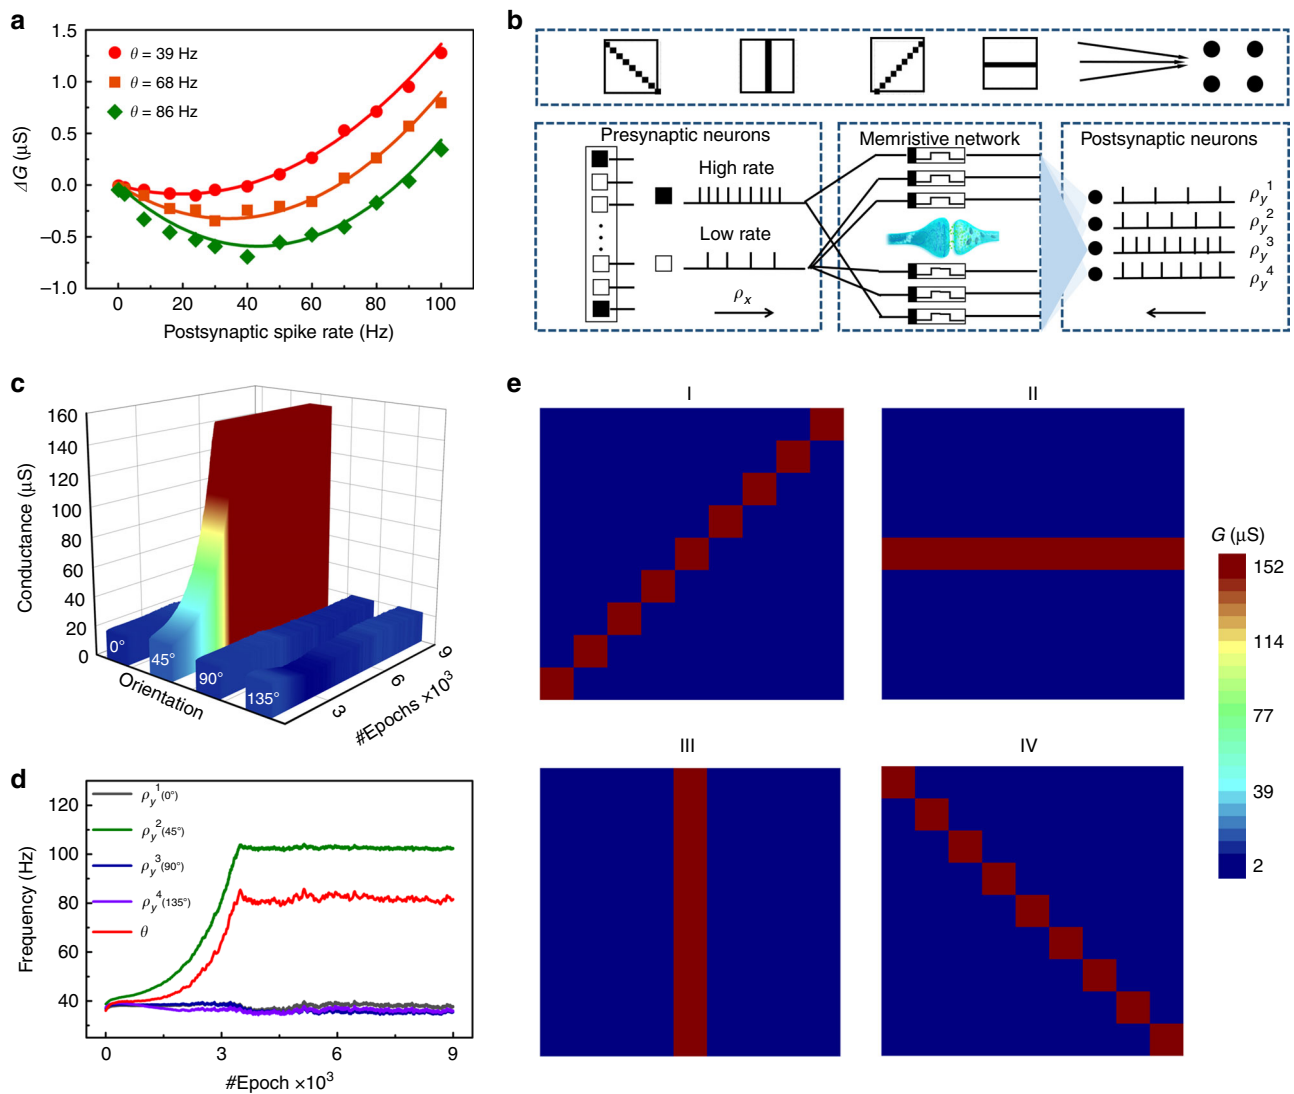 a
1.5
1.0
0.5
0.0
−0.5
−1.0
ΔG (μS)
θ = 39 Hz
θ = 68 Hz
θ = 86 Hz
0
20
40
60
80
100
Postsynaptic spike rate (Hz)
b
Presynaptic neurons
High rate
Low rate
ρx
Memristive network
Postsynaptic neurons
ρy1
ρy2
ρy3
ρy4
c
160
140
120
100
80
60
40
20
0
Conductance (μS)
0°
45°
90°
135°
Orientation
3
6
9
#Epochs ×10³
d
120
100
80
60
40
Frequency (Hz)
ρy1(0°)
ρy2(45°)
ρy3(90°)
ρy4(135°)
θ
0
3
6
9
#Epoch ×10³
e
I
II
III
IV
G (μS)
152
114
77
39
2